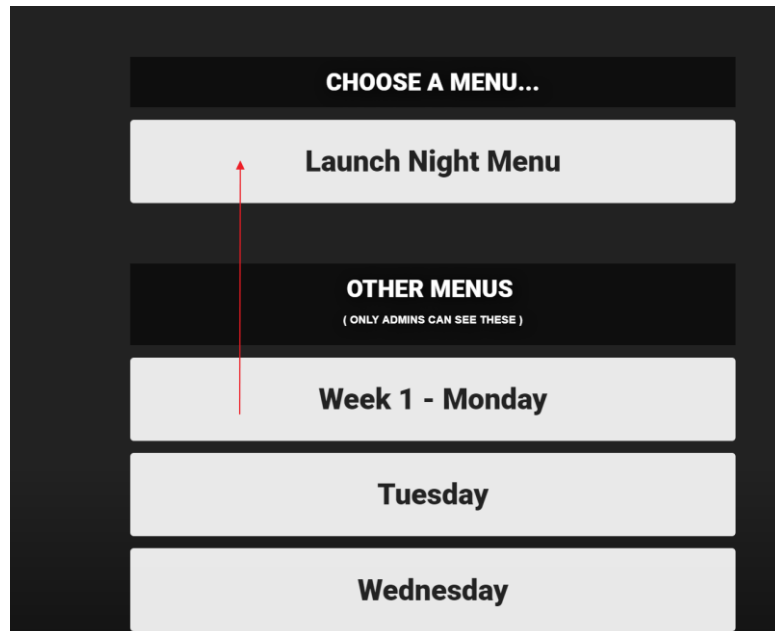 CHOOSE A MENU...
Launch Night Menu
OTHER MENUS
( ONLY ADMINS CAN SEE THESE )
Week 1 - Monday
Tuesday
Wednesday